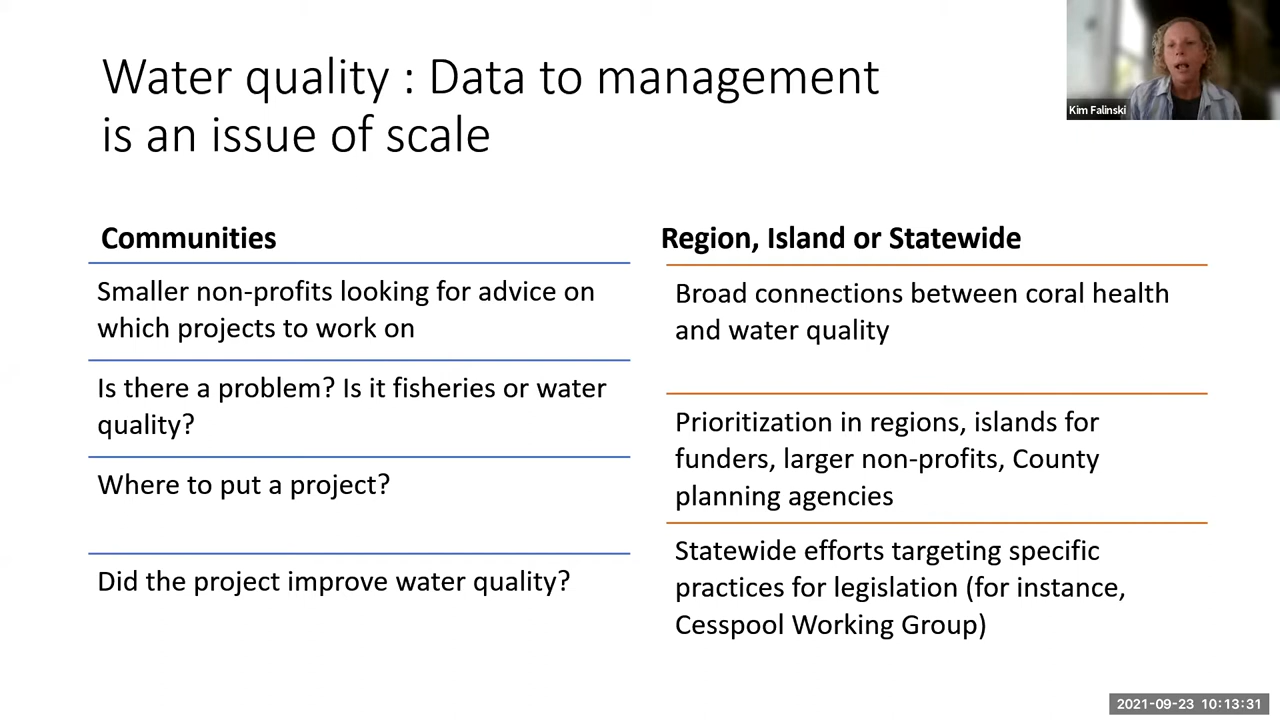 Water quality : Data to management
is an issue of scale
Kim Falinski
Communities
Smaller non-profits looking for advice on
which projects to work on
Is there a problem? Is it fisheries or water
quality?
Where to put a project?
Did the project improve water quality?
Region, Island or Statewide
Broad connections between coral health
and water quality
Prioritization in regions, islands for
funders, larger non-profits, County
planning agencies
Statewide efforts targeting specific
practices for legislation (for instance,
Cesspool Working Group)
2021-09-23 10:13:31